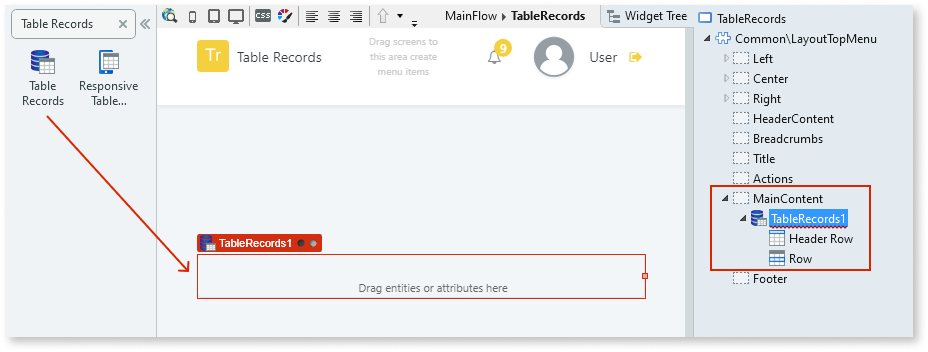 Table Records
Table
Records
Responsive
Table...
CSS
MainFlow ▸ TableRecords
Widget Tree
Tr
Table Records
Drag screens to
this area create
menu items
9
User
TableRecords1
Drag entities or attributes here
TableRecords
Common\LayoutTopMenu
Left
Center
Right
HeaderContent
Breadcrumbs
Title
Actions
MainContent
TableRecords1
Header Row
Row
Footer